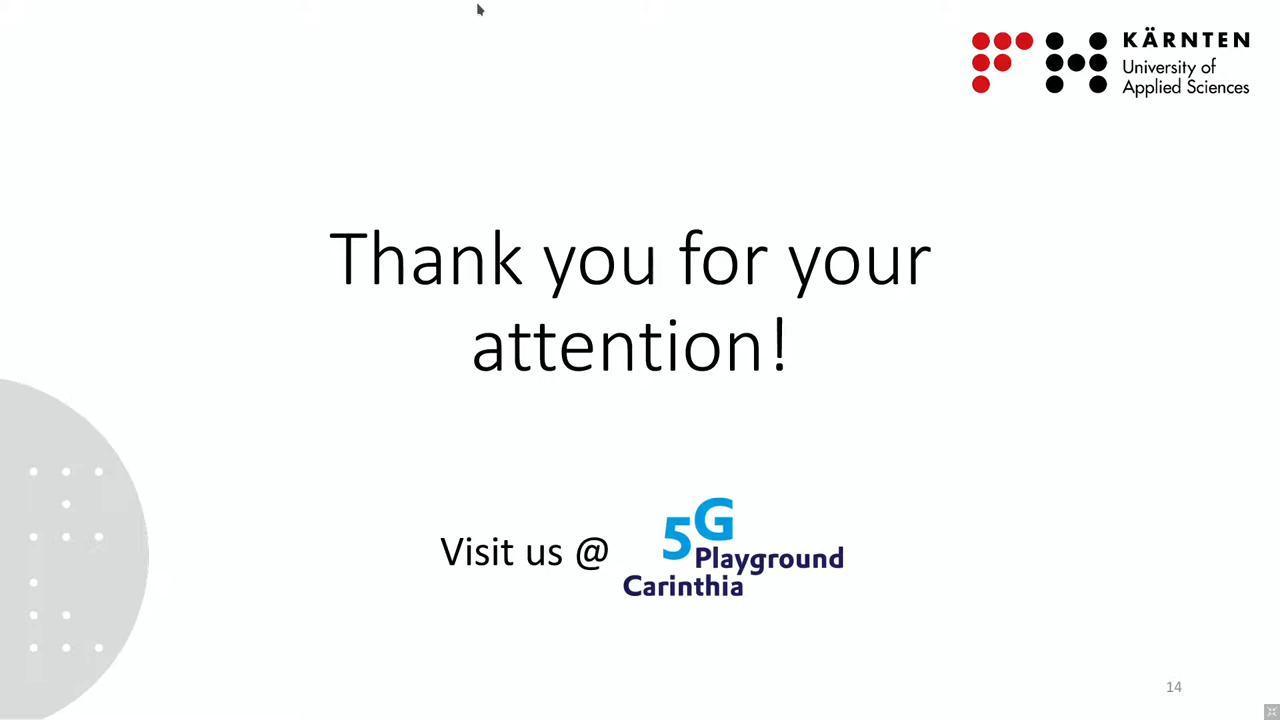 KÄRNTEN
University of
Applied Sciences
Thank you for your
attention!
Visit us @
5G
Playground
Carinthia
14